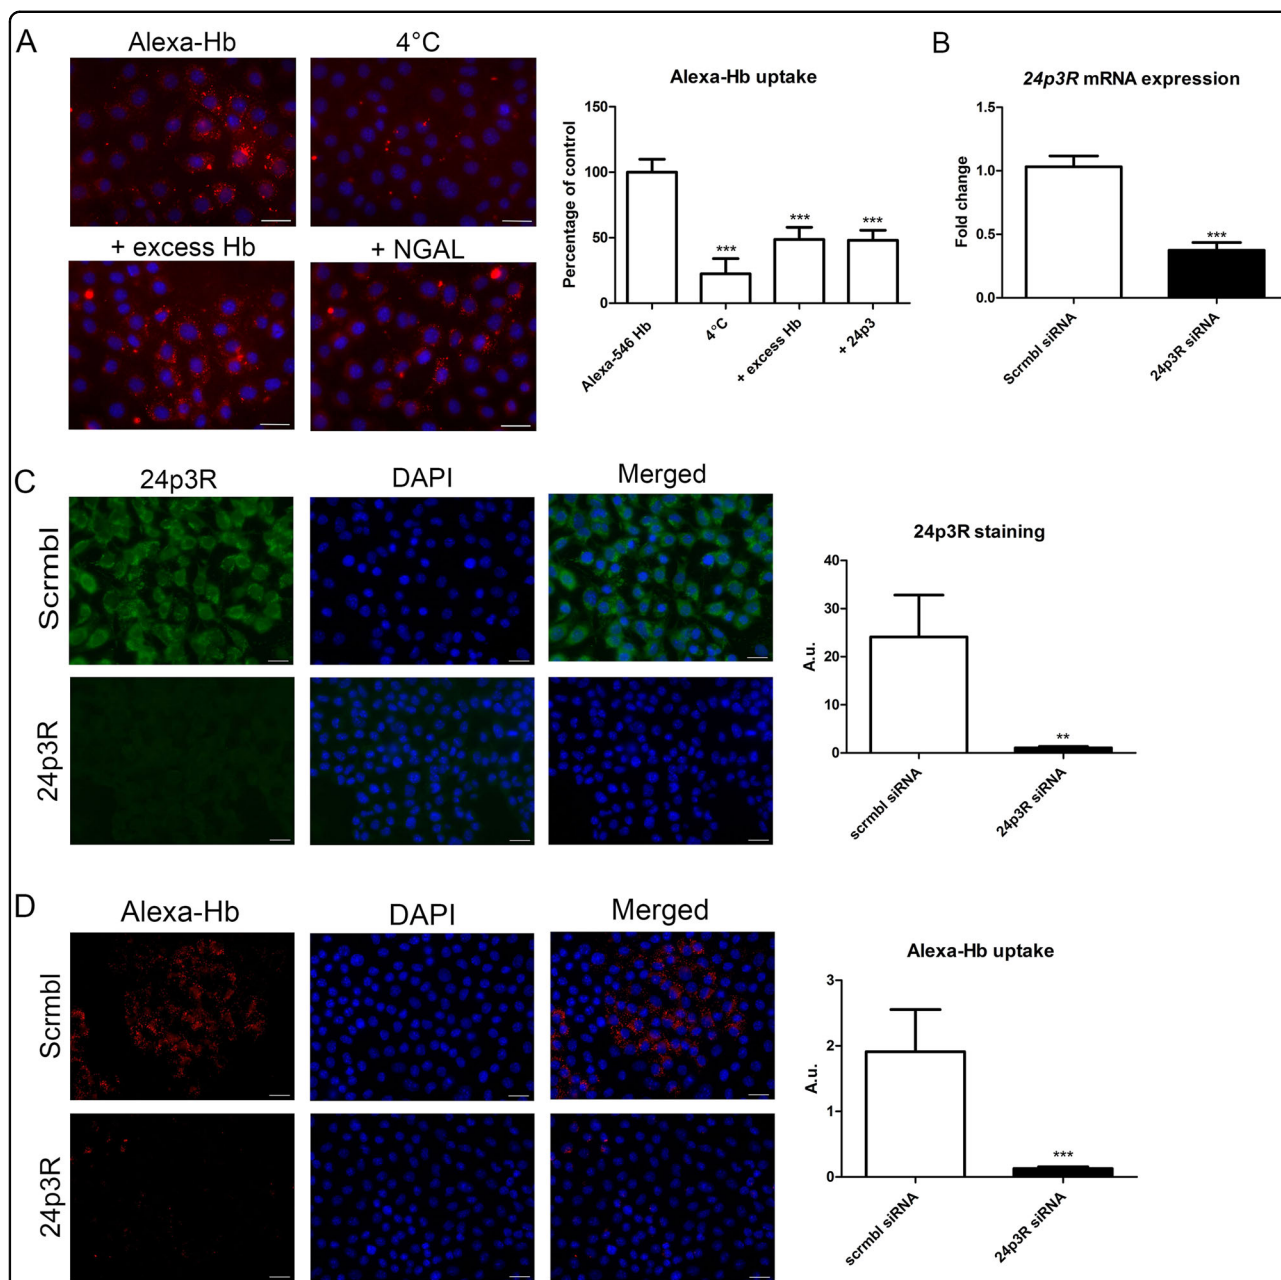 A
Alexa-Hb
4°C
+ excess Hb
+ NGAL
Alexa-Hb uptake
Percentage of control
150
100
50
0
***
***
***
Alexa-546 Hb
4°C
+ excess Hb
+ 24p3
B
24p3R mRNA expression
Fold change
1.5
1.0
0.5
0.0
***
Scrmbl siRNA
24p3R siRNA
C
24p3R
DAPI
Merged
Scrmbl
24p3R
24p3R staining
A.u.
40
30
20
10
0
**
scrmbl siRNA
24p3R siRNA
D
Alexa-Hb
DAPI
Merged
Scrmbl
24p3R
Alexa-Hb uptake
A.u.
3
2
1
0
***
scrmbl siRNA
24p3R siRNA